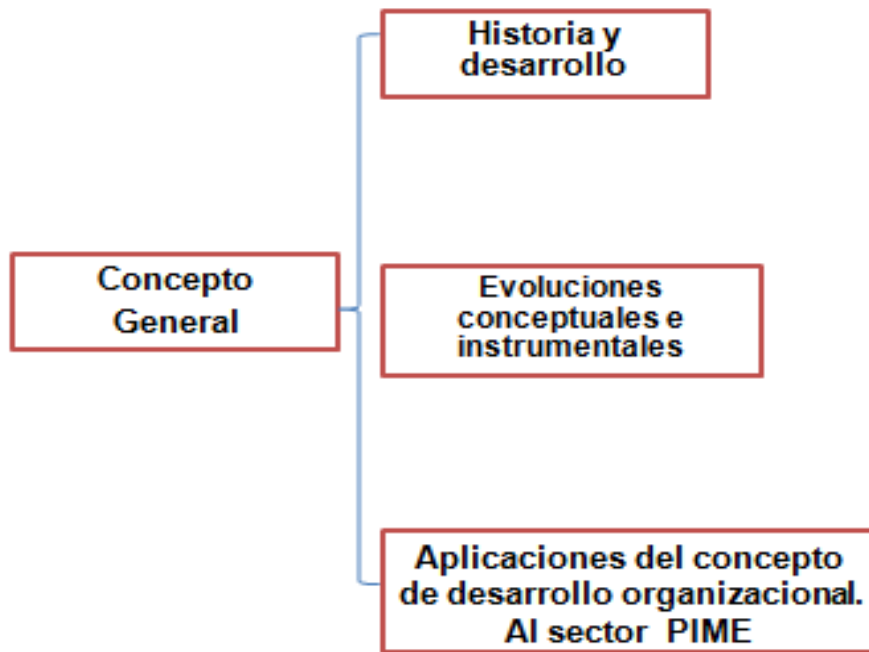 Historia y
desarrollo
Concepto
General
Evoluciones
conceptuales e
instrumentales
Aplicaciones del concepto
de desarrollo organizacional.
Al sector PIME